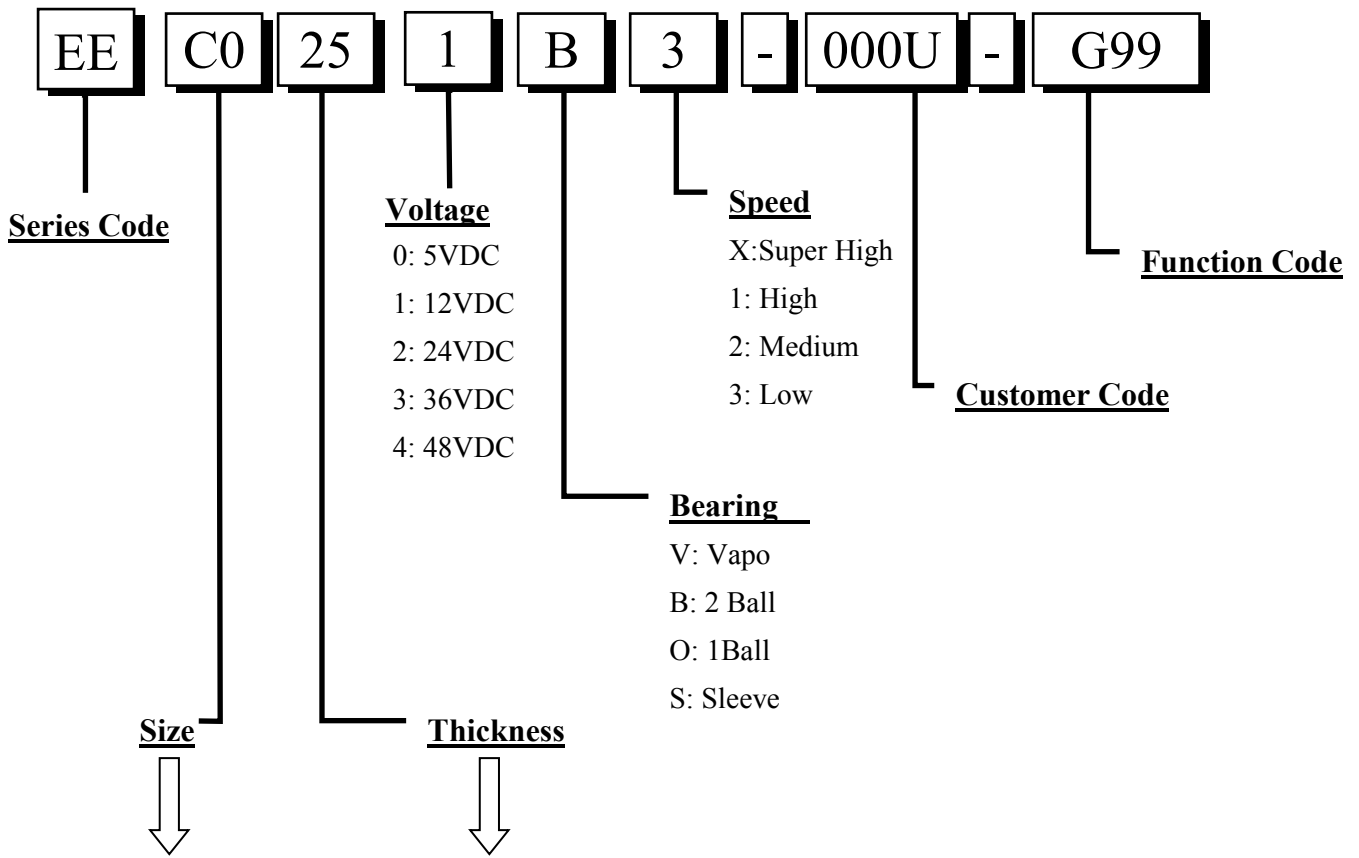 EE C0 25 1 B 3 - 000U - G99
Series Code
Voltage
0: 5VDC
1: 12VDC
2: 24VDC
3: 36VDC
4: 48VDC
Speed
X:Super High
1: High
2: Medium
3: Low
Function Code
Customer Code
Bearing
V: Vapo
B: 2 Ball
O: 1Ball
S: Sleeve
Size
Thickness